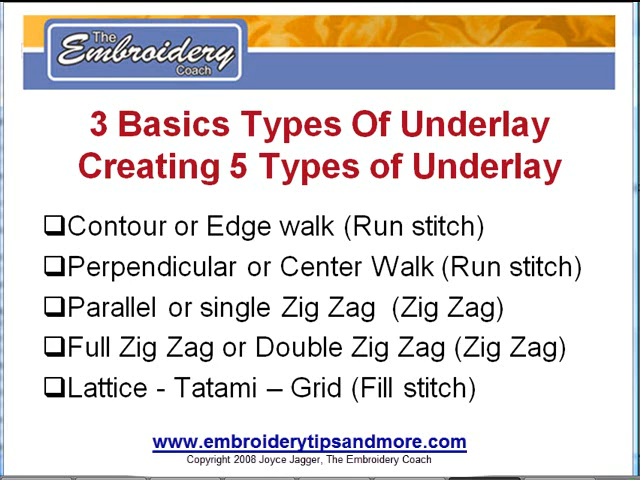 The
Embroidery
Coach
3 Basics Types Of Underlay
Creating 5 Types of Underlay
Contour or Edge walk (Run stitch)
Perpendicular or Center Walk (Run stitch)
Parallel or single Zig Zag (Zig Zag)
Full Zig Zag or Double Zig Zag (Zig Zag)
Lattice - Tatami – Grid (Fill stitch)
www.embroiderytipsandmore.com
Copyright 2008 Joyce Jagger, The Embroidery Coach